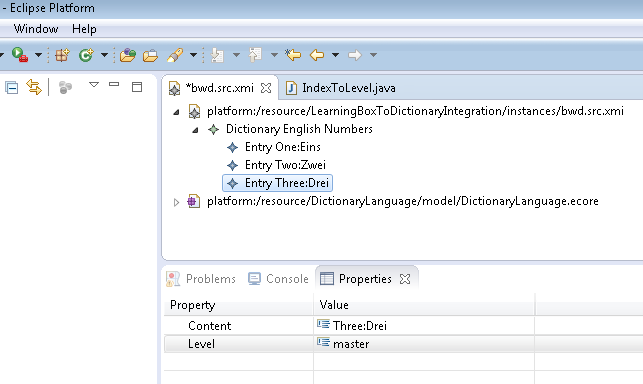 - Eclipse Platform
Window Help
*bwd.src.xmi IndexToLevel.java
platform:/resource/LearningBoxToDictionaryIntegration/instances/bwd.src.xmi
Dictionary English Numbers
Entry One:Eins
Entry Two:Zwei
Entry Three:Drei
platform:/resource/DictionaryLanguage/model/DictionaryLanguage.ecore
Problems Console Properties
Property Value
Content Three:Drei
Level master